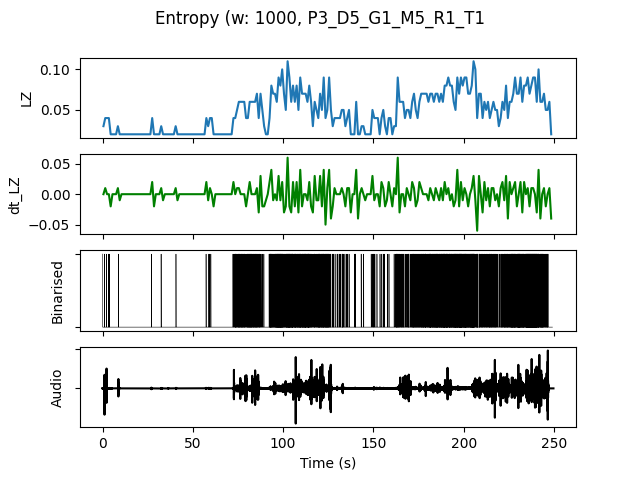 Entropy (w: 1000, P3_D5_G1_M5_R1_T1
LZ
0.10
0.05
dt_LZ
0.05
0.00
−0.05
Binarised
Audio
0
50
100
150
200
250
Time (s)